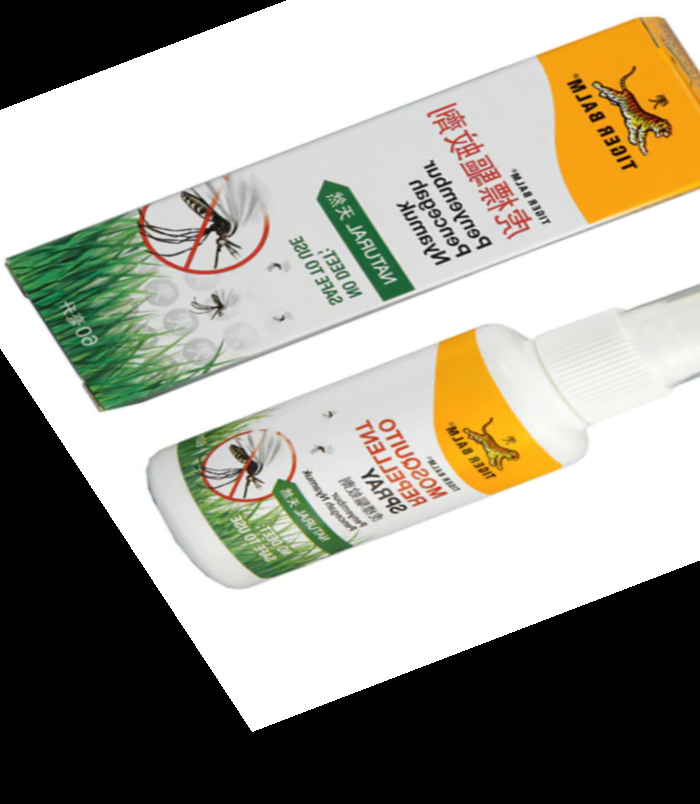 虎
TIGER BALM®
TIGER BALM®
虎標驅蚊劑
Penyembur
Pencegah
Nyamuk
NATURAL 天然
NO DEET;
SAFE TO USE
60毫升
虎
TIGER BALM®
TIGER BALM®
MOSQUITO
REPELLENT
SPRAY
虎標驅蚊劑
Penyembur
Pencegah Nyamuk
NATURAL 天然
NO DEET;
SAFE TO USE